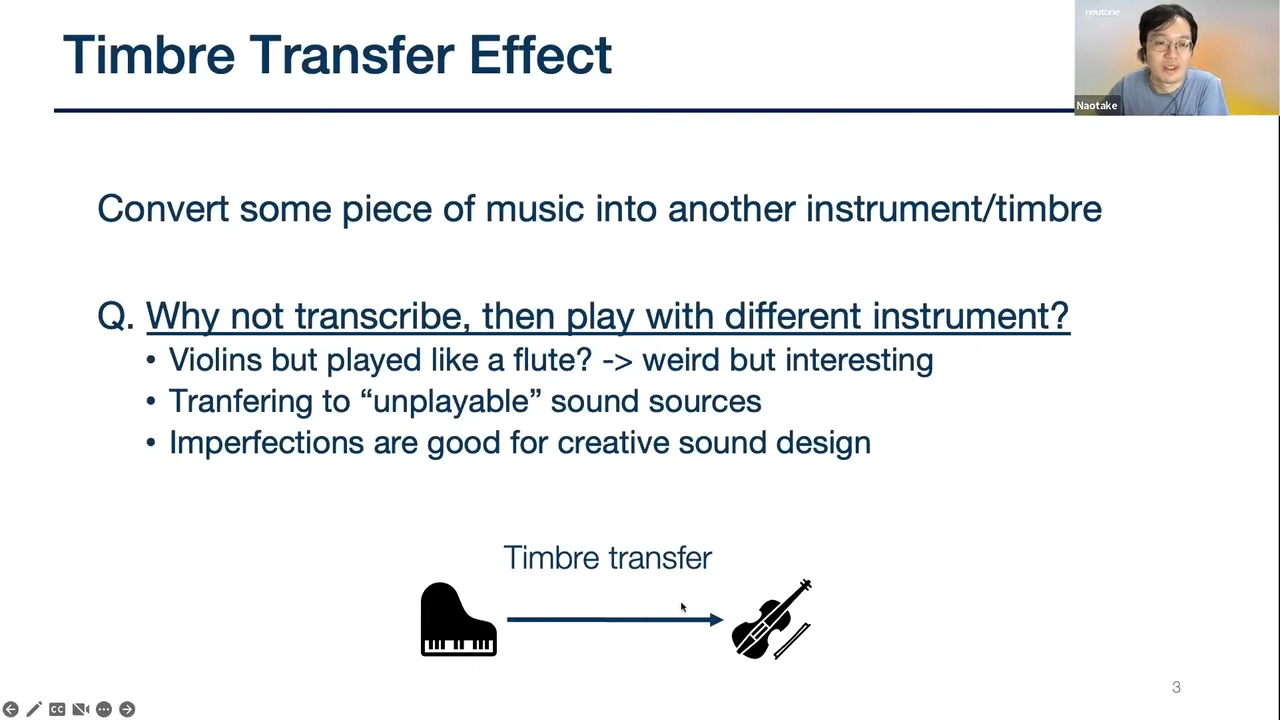 Timbre Transfer Effect
neutone
Naotake
Convert some piece of music into another instrument/timbre
Q. Why not transcribe, then play with different instrument?
• Violins but played like a flute? -> weird but interesting
• Tranfering to “unplayable” sound sources
• Imperfections are good for creative sound design
Timbre transfer
3
CC